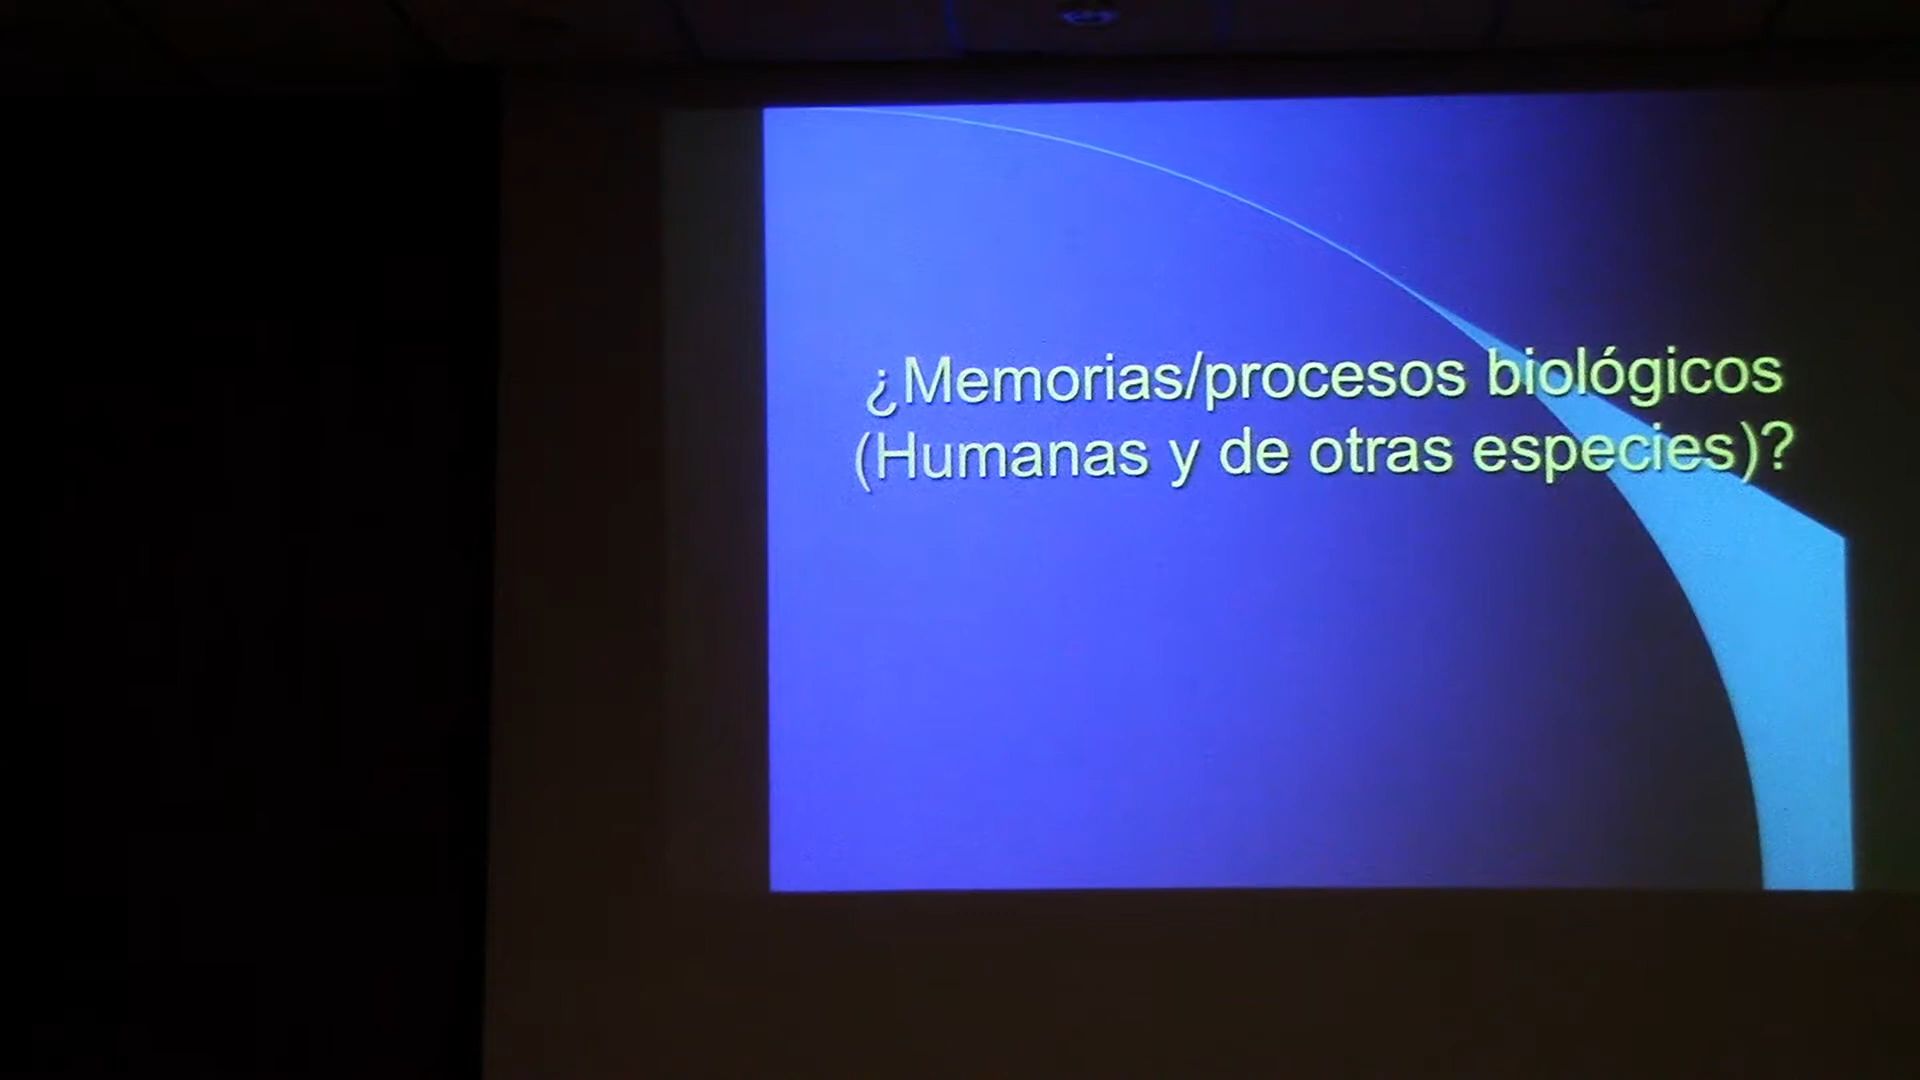 ¿Memorias/procesos biológicos
(Humanas y de otras especies)?